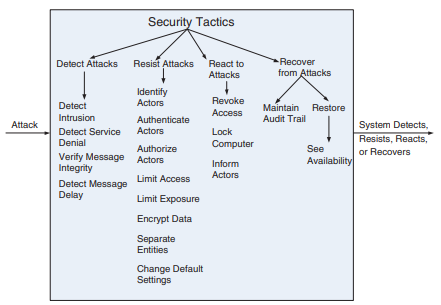 Security Tactics
Detect Attacks
Resist Attacks
React to
Attacks
Recover
from Attacks
Detect
Intrusion
Detect Service
Denial
Verify Message
Integrity
Detect Message
Delay
Identify
Actors
Authenticate
Actors
Authorize
Actors
Limit Access
Limit Exposure
Encrypt Data
Separate
Entities
Change Default
Settings
Revoke
Access
Lock
Computer
Inform
Actors
Maintain
Audit Trail
Restore
See
Availability
Attack
System Detects,
Resists, Reacts,
or Recovers